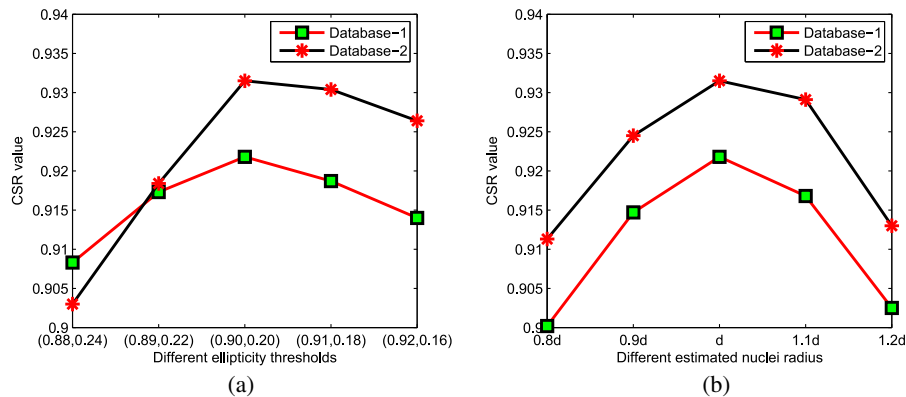 0.94
0.935
0.93
0.925
0.92
0.915
0.91
0.905
0.9
CSR value
Database-1
Database-2
(0.88,0.24) (0.89,0.22) (0.90,0.20) (0.91,0.18) (0.92,0.16)
Different ellipticity thresholds
(a)
0.94
0.935
0.93
0.925
0.92
0.915
0.91
0.905
0.9
CSR value
Database-1
Database-2
0.8d 0.9d d 1.1d 1.2d
Different estimated nuclei radius
(b)